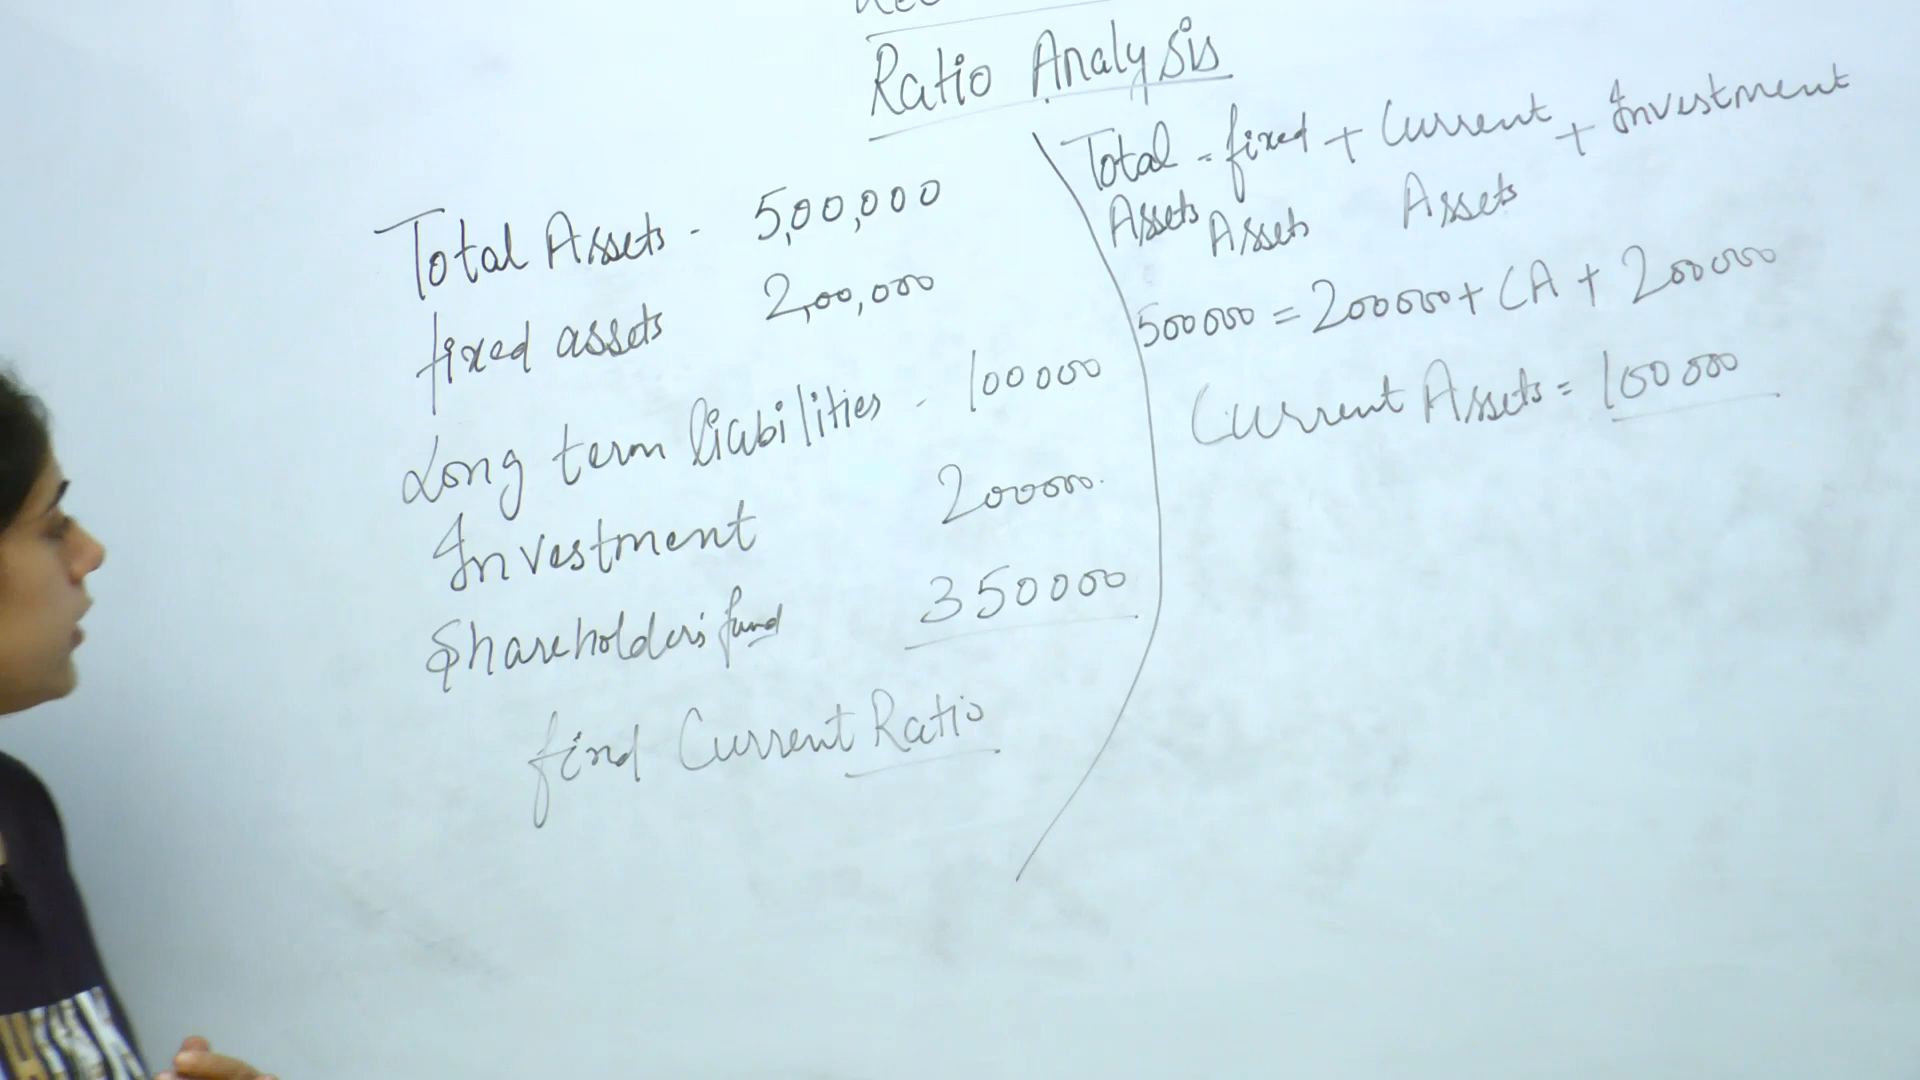 Ratio Analysis
Total Assets - 5,00,000
fixed assets 2,00,000
Long term liabilities - 100000
Investment 200000
Shareholders' fund 350000
find Current Ratio
Total = fixed + Current + Investment
Assets Assets Assets
500000 = 200000 + CA + 200000
Current Assets = 100000